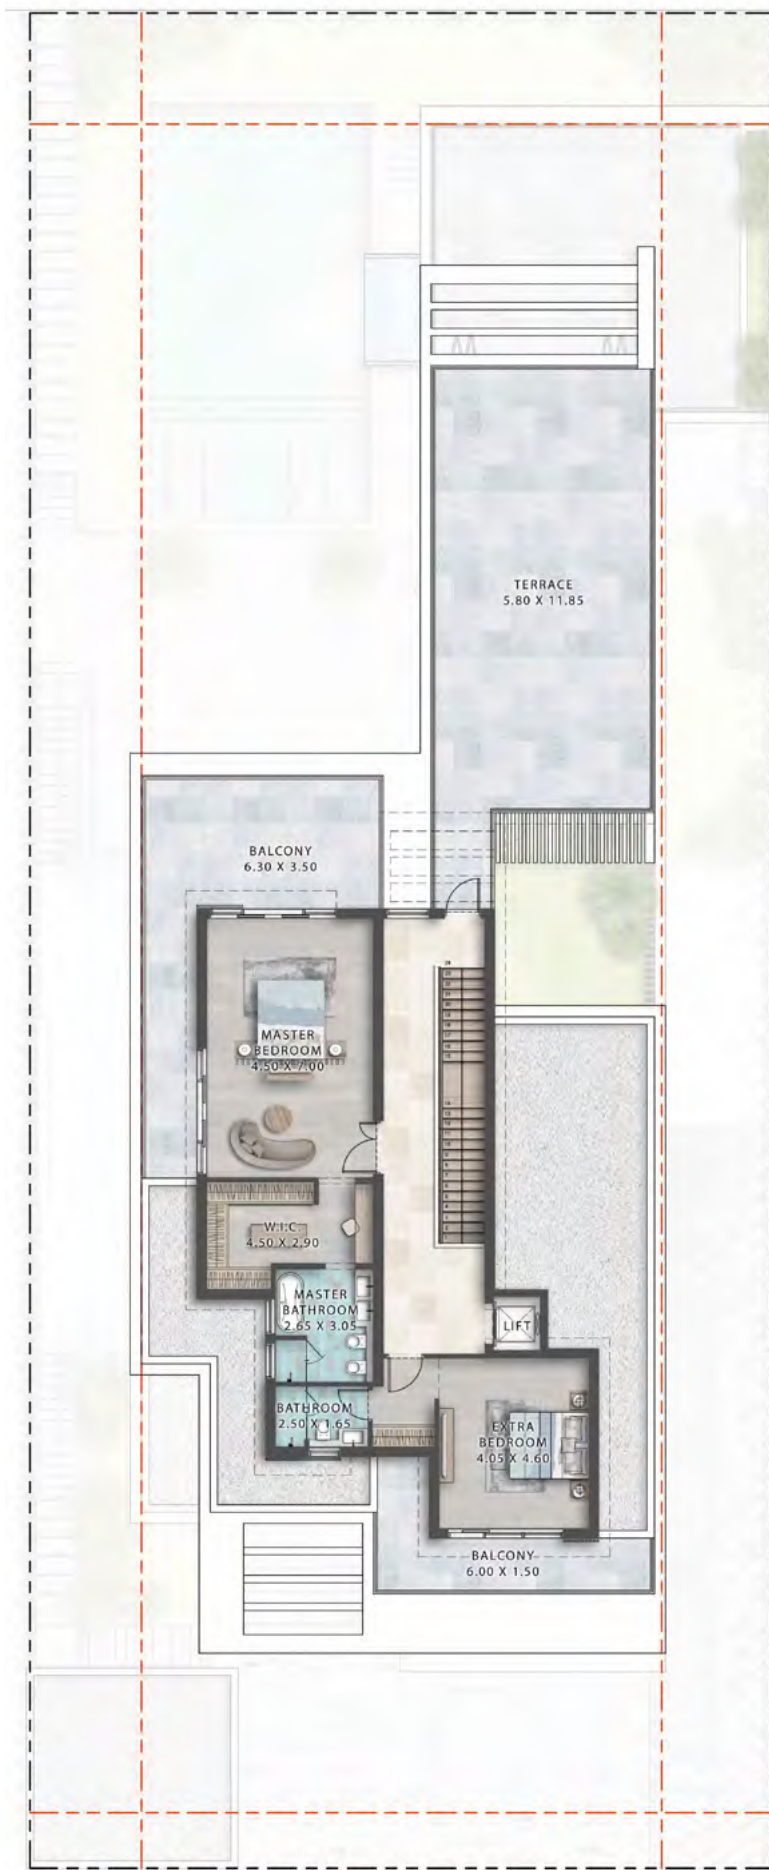 TERRACE
5.80 X 11.85
BALCONY
6.30 X 3.50
MASTER
BEDROOM
4.50 X 7.00
W.I.C.
4.50 X 2.90
MASTER
BATHROOM
2.65 X 3.05
LIFT
BATHROOM
2.50 X 1.65
EXTRA
BEDROOM
4.05 X 4.60
BALCONY
6.00 X 1.50